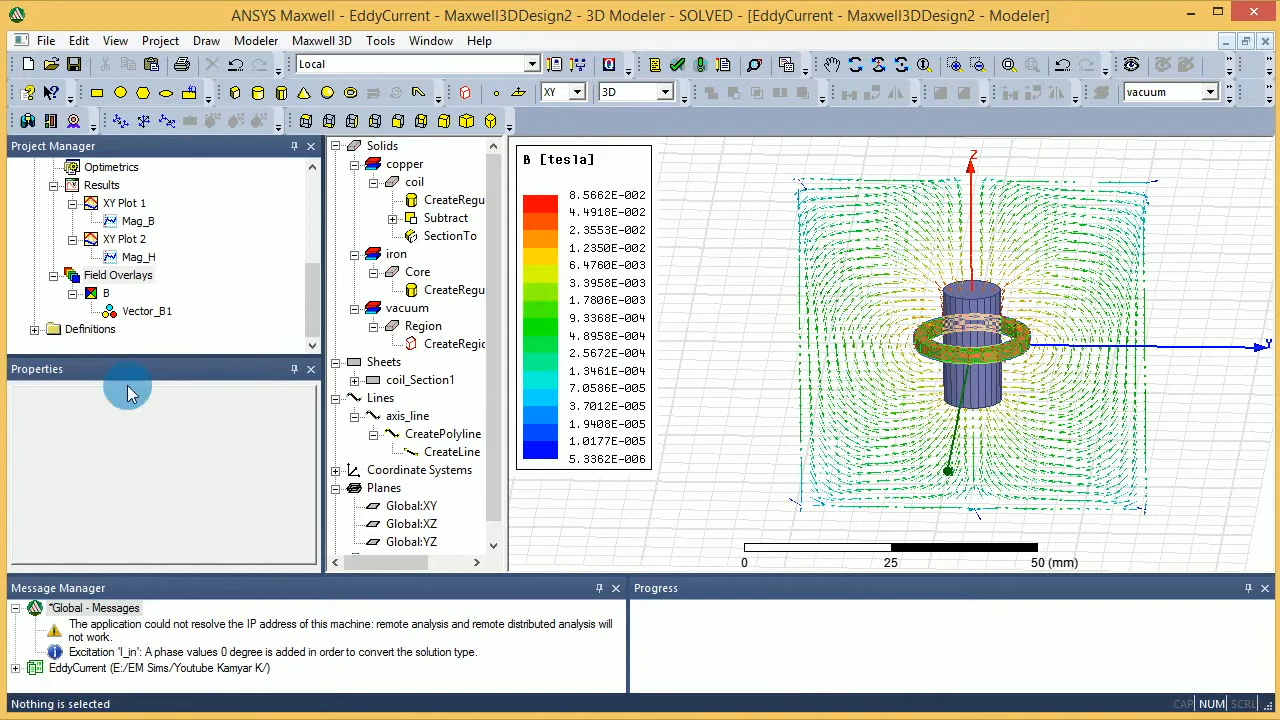 ANSYS Maxwell - EddyCurrent - Maxwell3DDesign2 - 3D Modeler - SOLVED - [EddyCurrent - Maxwell3DDesign2 - Modeler]
File Edit View Project Draw Modeler Maxwell 3D Tools Window Help
Local
XY 3D vacuum
Project Manager
Optimetrics
Results
XY Plot 1
Mag_B
XY Plot 2
Mag_H
Field Overlays
B
Vector_B1
Definitions
Properties
Solids
copper
coil
CreateRegu
Subtract
SectionTo
iron
Core
CreateRegu
vacuum
Region
CreateRegio
Sheets
coil_Section1
Lines
axis_line
CreatePolyline
CreateLine
Coordinate Systems
Planes
Global:XY
Global:XZ
Global:YZ
B [tesla]
8.5662E-002
4.4918E-002
2.3553E-002
1.2350E-002
6.4760E-003
3.3958E-003
1.7806E-003
9.3368E-004
4.8958E-004
2.5672E-004
1.3461E-004
7.0586E-005
3.7012E-005
1.9408E-005
1.0177E-005
5.3362E-006
Z
Y
0 25 50 (mm)
Message Manager
*Global - Messages
The application could not resolve the IP address of this machine: remote analysis and remote distributed analysis will
not work.
Excitation 'I_in': A phase values 0 degree is added in order to convert the solution type.
EddyCurrent (E:/EM Sims/Youtube Kamyar K/)
Progress
Nothing is selected
CAP NUM SCRL